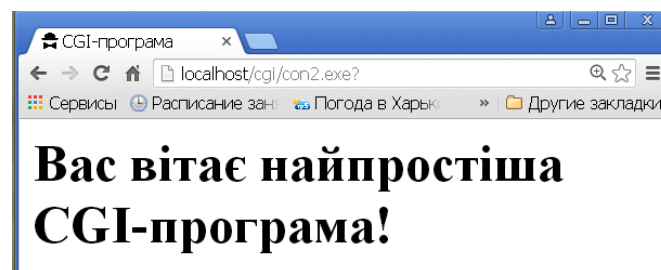 CGI-програма
localhost/cgi/con2.exe?
Сервисы Расписание зан Погода в Харьк » Другие закладки
Вас вітає найпростіша
CGI-програма!